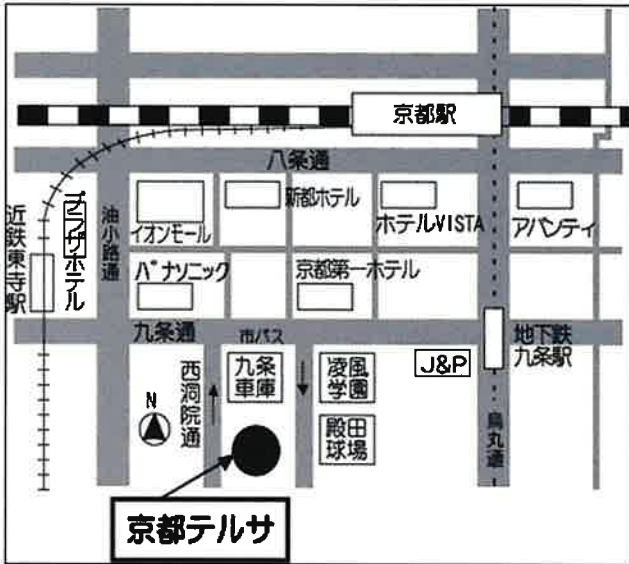 京都駅
八条通
新都ホテル
イオンモール
ホテルVISTA
アバンティ
油小路通
プラザホテル
近鉄東寺駅
パナソニック
京都第一ホテル
九条通
市バス
九条
車庫
凌風
学園
J&P
地下鉄
九条駅
西洞院通
N
殿田
球場
烏丸通
京都テルサ